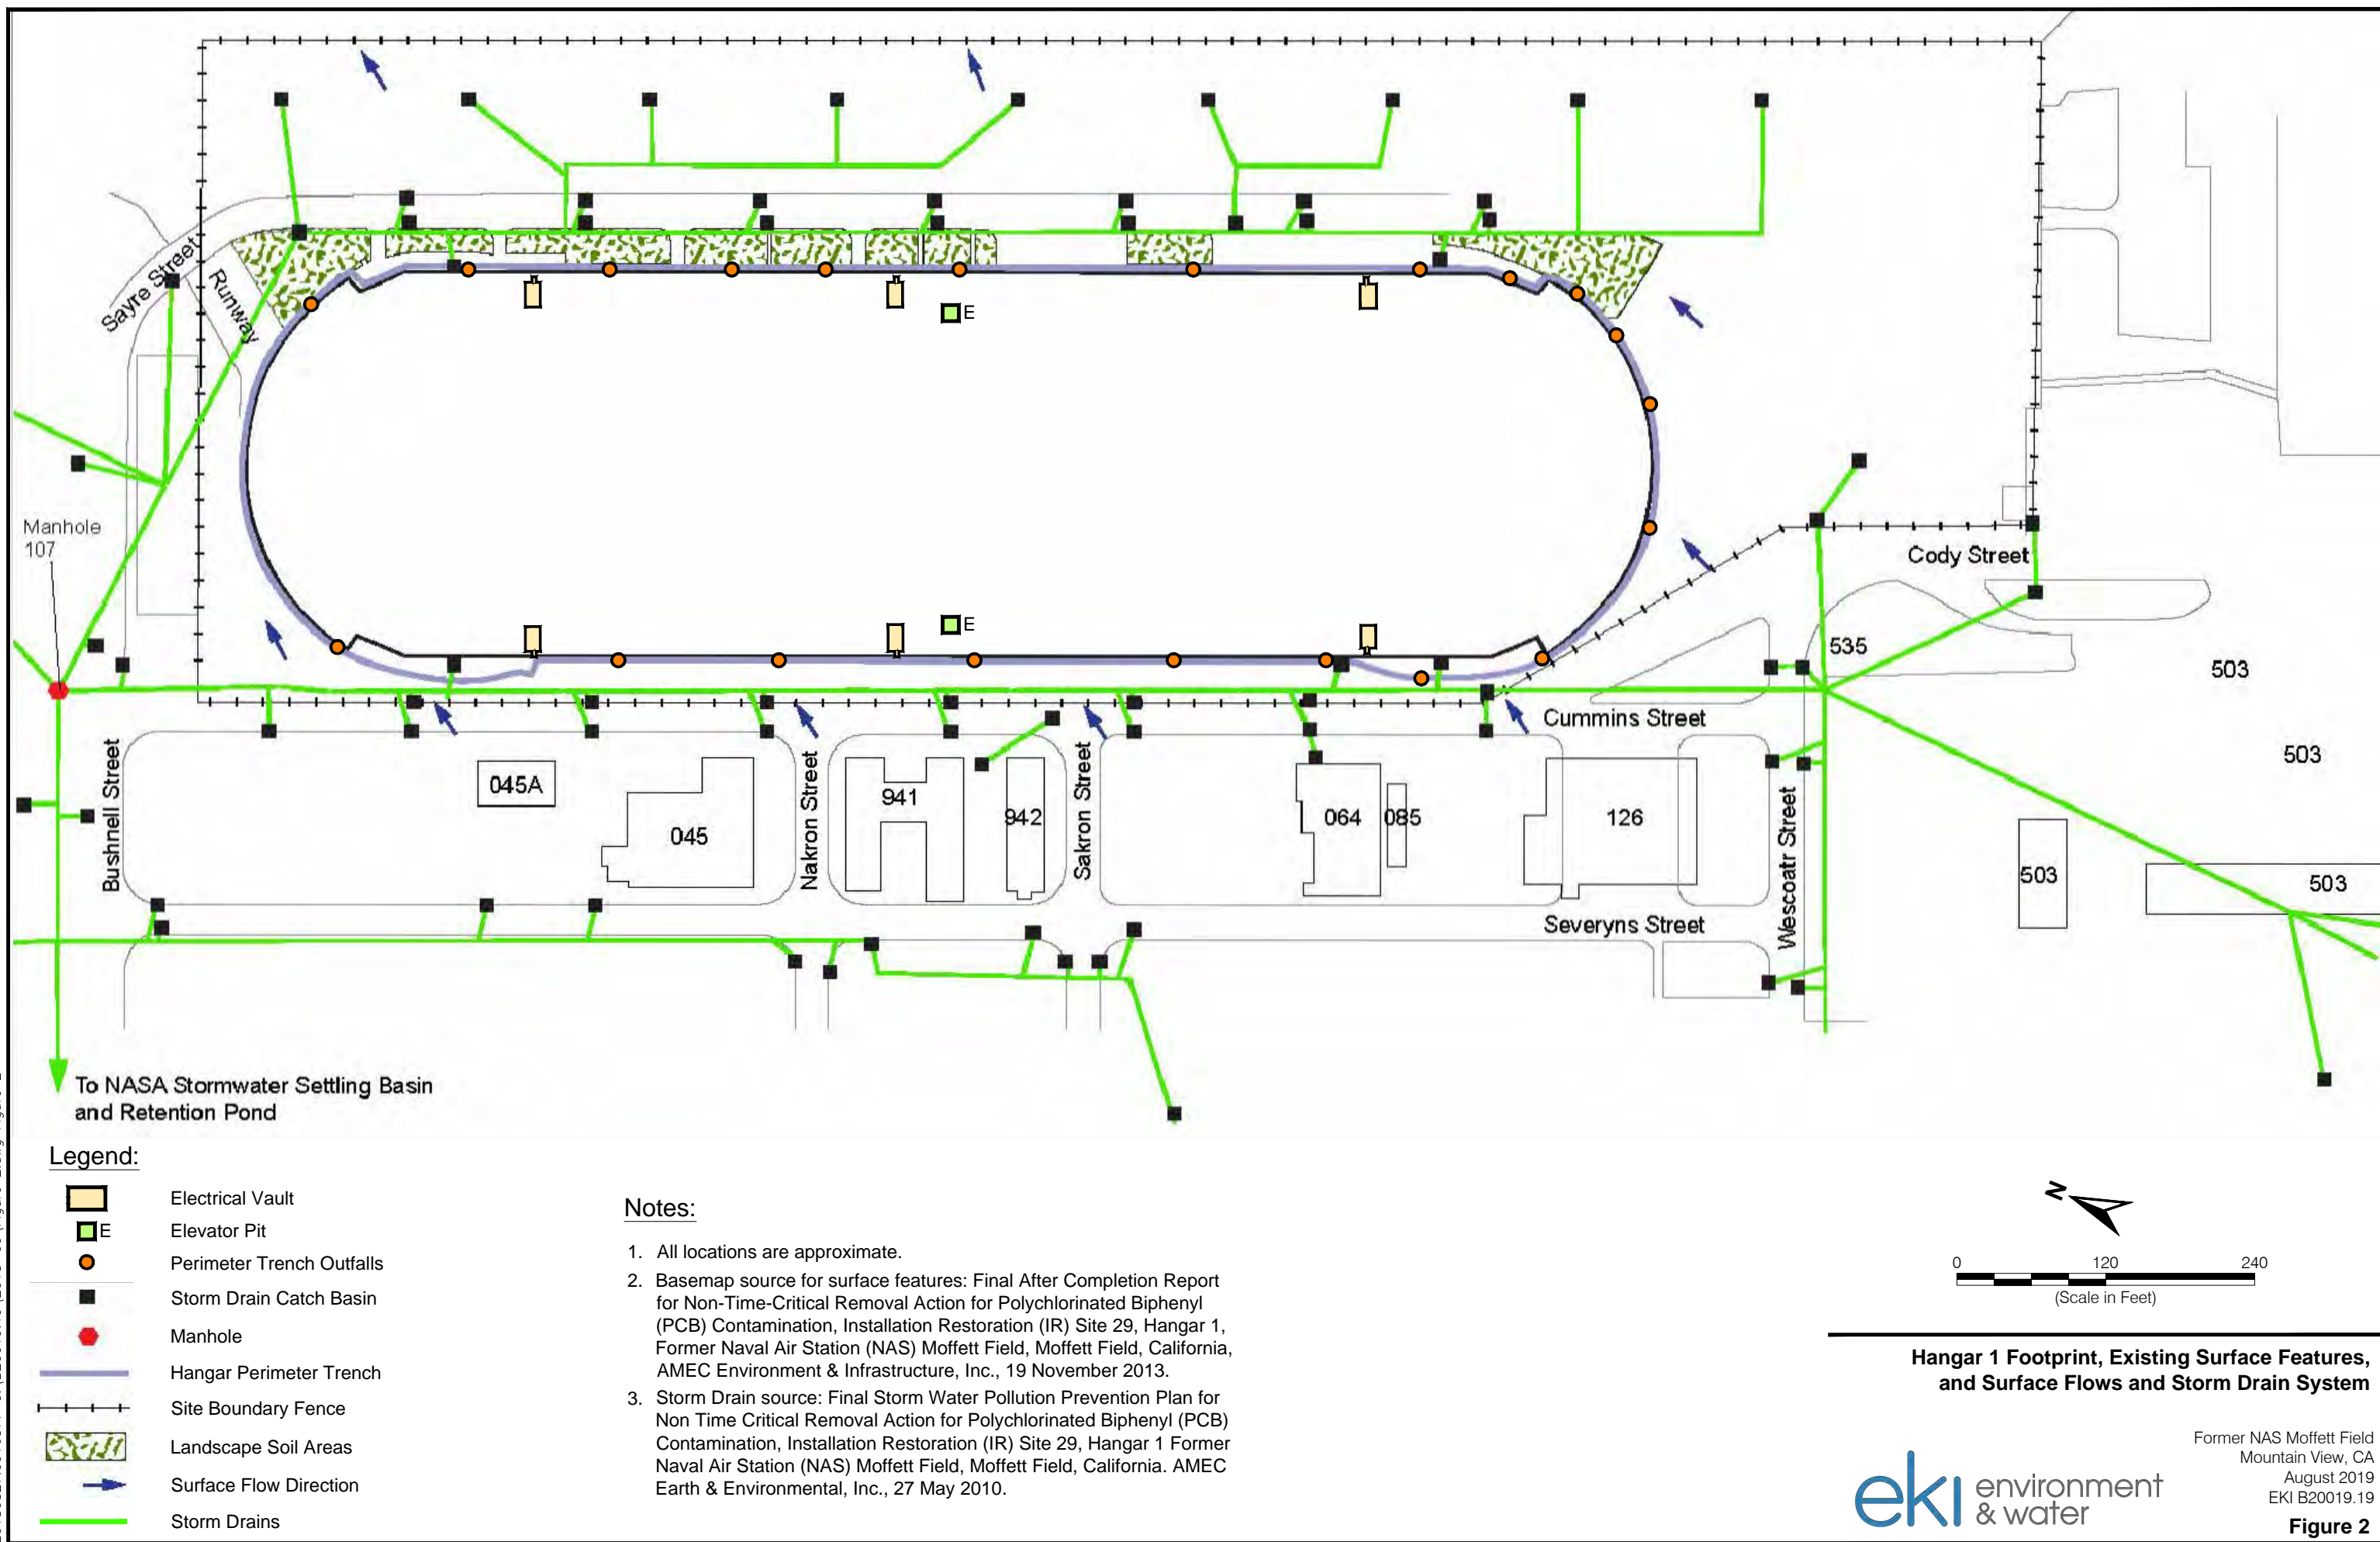 Sayre Street
Runway
E
Manhole
107
Cody Street
E
535
503
Cummins Street
503
Bushnell Street
045A
045
Nakron Street
941
942
Sakron Street
064
085
126
Wescoatr Street
503
503
Severyns Street
To NASA Stormwater Settling Basin
and Retention Pond
Legend:
Electrical Vault
E Elevator Pit
Perimeter Trench Outfalls
Storm Drain Catch Basin
Manhole
Hangar Perimeter Trench
Site Boundary Fence
Landscape Soil Areas
Surface Flow Direction
Storm Drains
Notes:
1. All locations are approximate.
2. Basemap source for surface features: Final After Completion Report
for Non-Time-Critical Removal Action for Polychlorinated Biphenyl
(PCB) Contamination, Installation Restoration (IR) Site 29, Hangar 1,
Former Naval Air Station (NAS) Moffett Field, Moffett Field, California,
AMEC Environment & Infrastructure, Inc., 19 November 2013.
3. Storm Drain source: Final Storm Water Pollution Prevention Plan for
Non Time Critical Removal Action for Polychlorinated Biphenyl (PCB)
Contamination, Installation Restoration (IR) Site 29, Hangar 1 Former
Naval Air Station (NAS) Moffett Field, Moffett Field, California. AMEC
Earth & Environmental, Inc., 27 May 2010.
N
0 120 240
(Scale in Feet)
Hangar 1 Footprint, Existing Surface Features,
and Surface Flows and Storm Drain System
Former NAS Moffett Field
Mountain View, CA
August 2019
EKI B20019.19
Figure 2
eki environment
& water